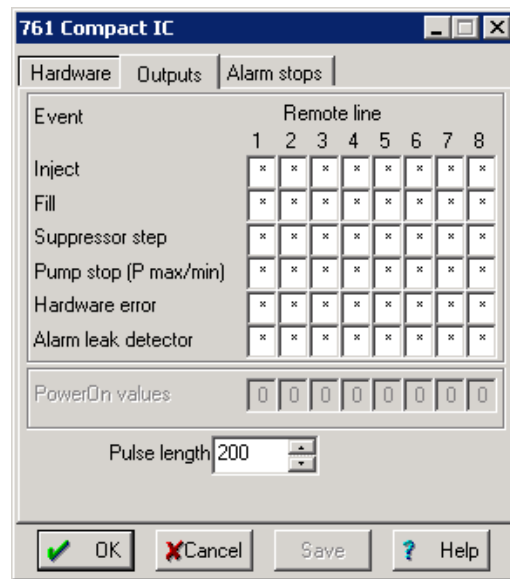 761 Compact IC
Hardware Outputs Alarm stops
Event Remote line
1 2 3 4 5 6 7 8
Inject * * * * * * * *
Fill * * * * * * * *
Suppressor step * * * * * * * *
Pump stop (P max/min) * * * * * * * *
Hardware error * * * * * * * *
Alarm leak detector * * * * * * * *
PowerOn values 0 0 0 0 0 0 0 0
Pulse length 200
OK Cancel Save ? Help